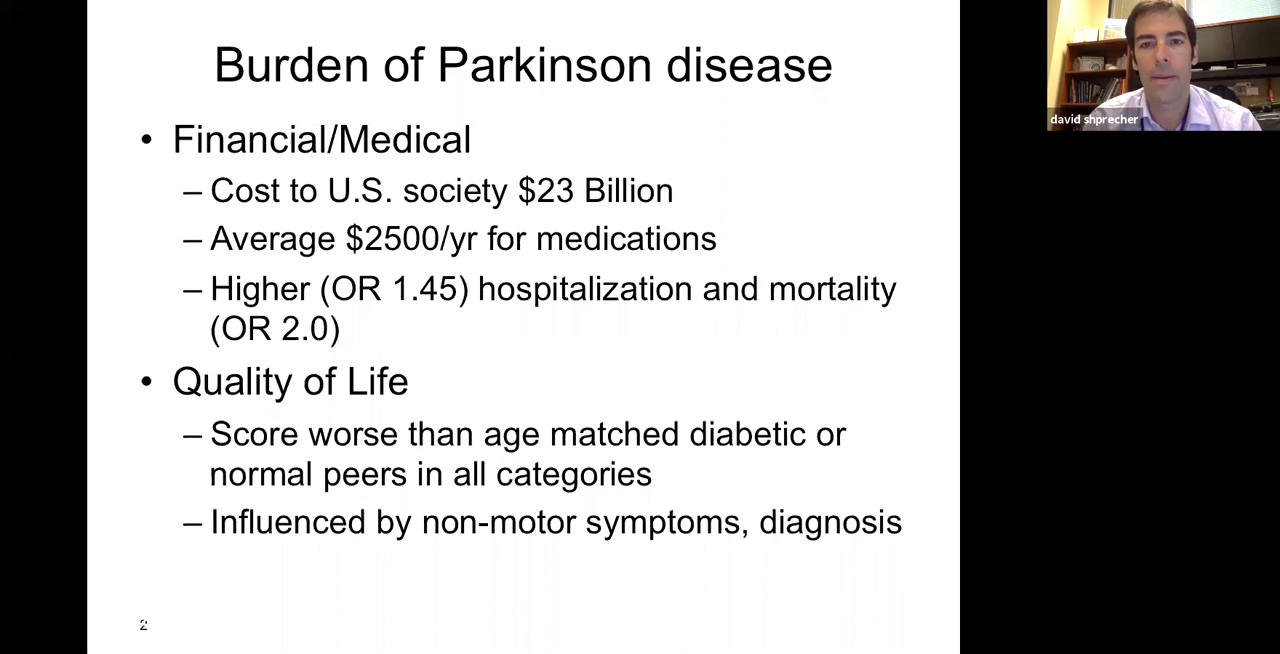 Burden of Parkinson disease
• Financial/Medical
– Cost to U.S. society $23 Billion
– Average $2500/yr for medications
– Higher (OR 1.45) hospitalization and mortality
(OR 2.0)
• Quality of Life
– Score worse than age matched diabetic or
normal peers in all categories
– Influenced by non-motor symptoms, diagnosis
2
david shprecher